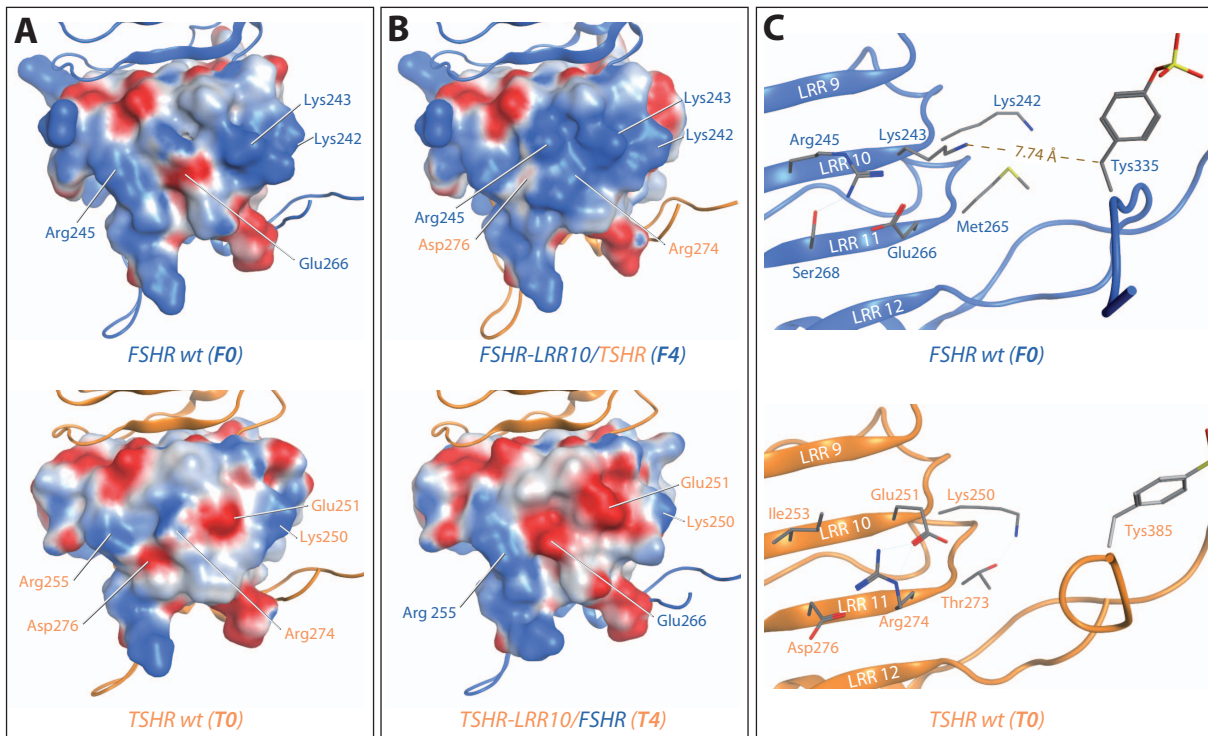 A
Lys243
Lys242
Arg245
Glu266
FSHR wt (F0)
Glu251
Lys250
Arg255
Asp276
Arg274
TSHR wt (T0)
B
Lys243
Lys242
Arg245
Asp276
Arg274
FSHR-LRR10/TSHR (F4)
Glu251
Lys250
Arg 255
Glu266
TSHR-LRR10/FSHR (T4)
C
LRR 9
Lys242
Arg245
Lys243
LRR 10
7.74 Å
Tys335
Met265
LRR 11
Glu266
Ser268
LRR 12
FSHR wt (F0)
LRR 9
Glu251
Lys250
Ile253
LRR 10
Tys385
LRR 11
Thr273
Arg274
Asp276
LRR 12
TSHR wt (T0)